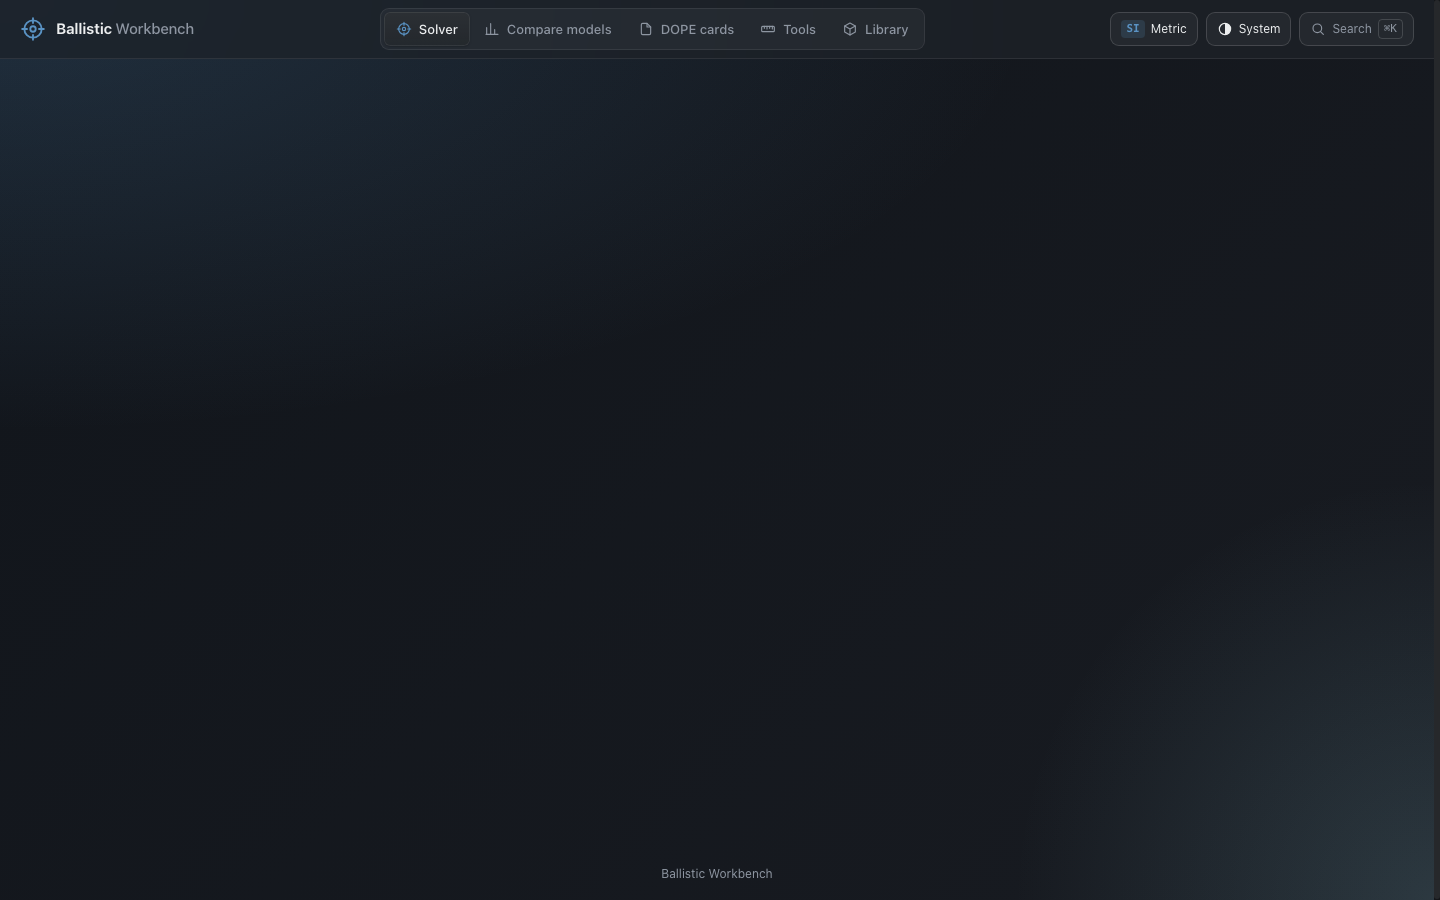 Ballistic Workbench
Solver
Compare models
DOPE cards
Tools
Library
SI Metric
System
Search ⌘K
Ballistic Workbench